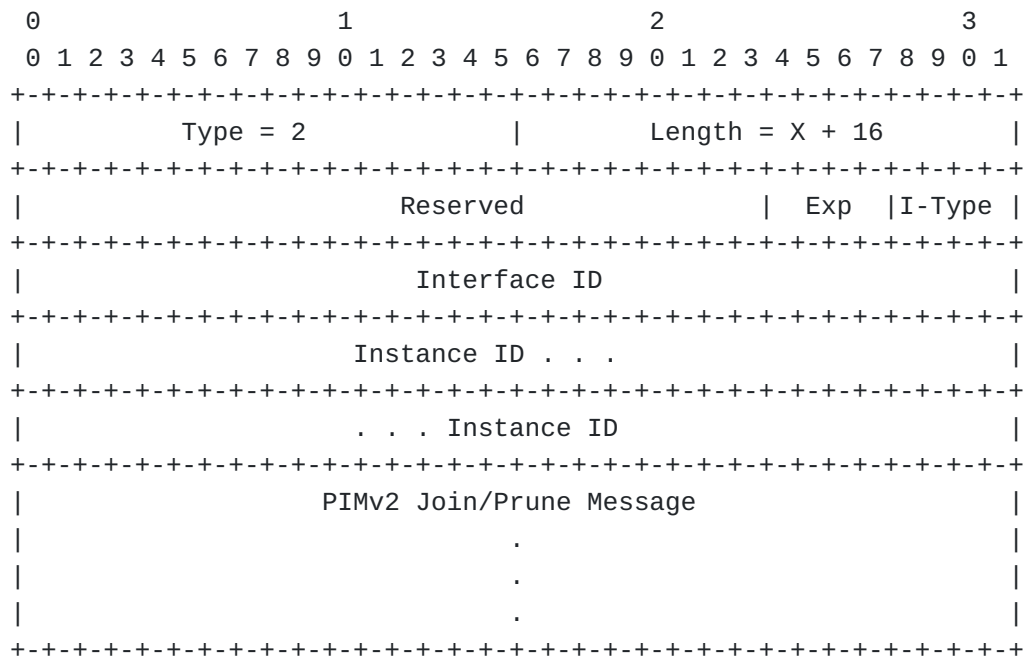 0                   1                   2                   3
 0 1 2 3 4 5 6 7 8 9 0 1 2 3 4 5 6 7 8 9 0 1 2 3 4 5 6 7 8 9 0 1
+-+-+-+-+-+-+-+-+-+-+-+-+-+-+-+-+-+-+-+-+-+-+-+-+-+-+-+-+-+-+-+-+
|          Type = 2             |        Length = X + 16        |
+-+-+-+-+-+-+-+-+-+-+-+-+-+-+-+-+-+-+-+-+-+-+-+-+-+-+-+-+-+-+-+-+
|                        Reserved               |  Exp  |I-Type |
+-+-+-+-+-+-+-+-+-+-+-+-+-+-+-+-+-+-+-+-+-+-+-+-+-+-+-+-+-+-+-+-+
|                         Interface ID                          |
+-+-+-+-+-+-+-+-+-+-+-+-+-+-+-+-+-+-+-+-+-+-+-+-+-+-+-+-+-+-+-+-+
|                     Instance ID . . .                         |
+-+-+-+-+-+-+-+-+-+-+-+-+-+-+-+-+-+-+-+-+-+-+-+-+-+-+-+-+-+-+-+-+
|                     . . . Instance ID                         |
+-+-+-+-+-+-+-+-+-+-+-+-+-+-+-+-+-+-+-+-+-+-+-+-+-+-+-+-+-+-+-+-+
|                   PIMv2 Join/Prune Message                    |
|                               .                               |
|                               .                               |
|                               .                               |
+-+-+-+-+-+-+-+-+-+-+-+-+-+-+-+-+-+-+-+-+-+-+-+-+-+-+-+-+-+-+-+-+